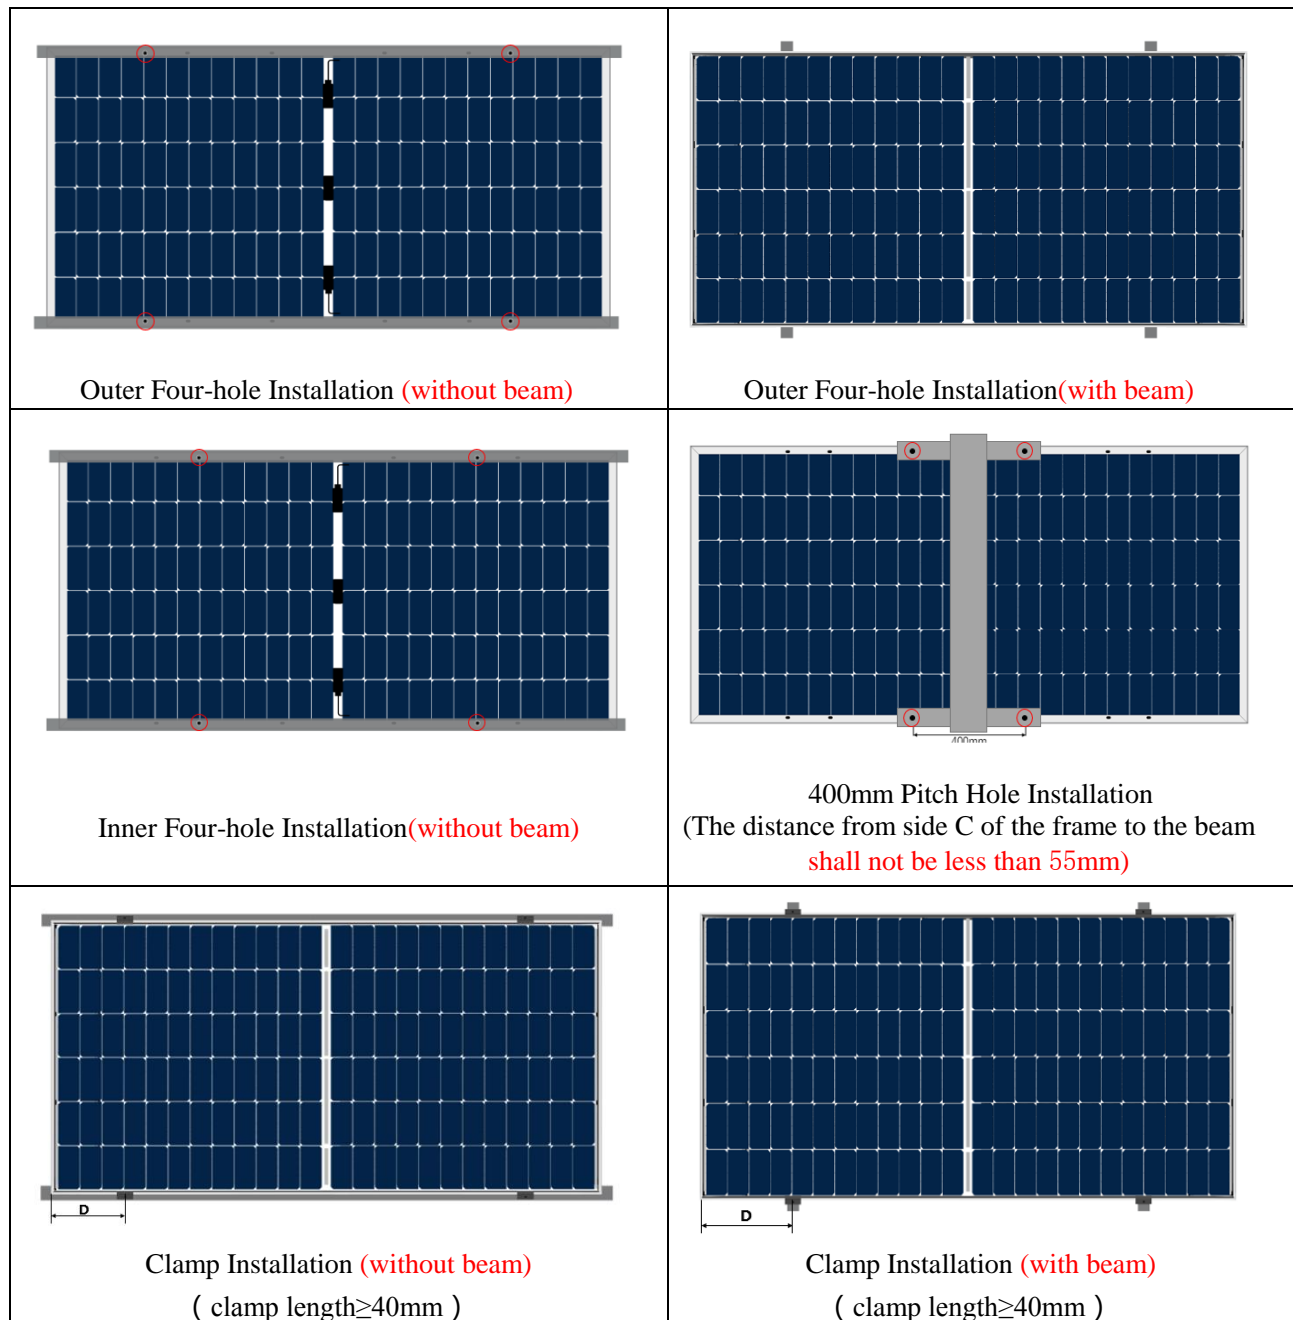 Outer Four-hole Installation (without beam)
Outer Four-hole Installation(with beam)
Inner Four-hole Installation(without beam)
400mm
400mm Pitch Hole Installation
(The distance from side C of the frame to the beam
shall not be less than 55mm)
D
Clamp Installation (without beam)
( clamp length≥40mm )
D
Clamp Installation (with beam)
( clamp length≥40mm )